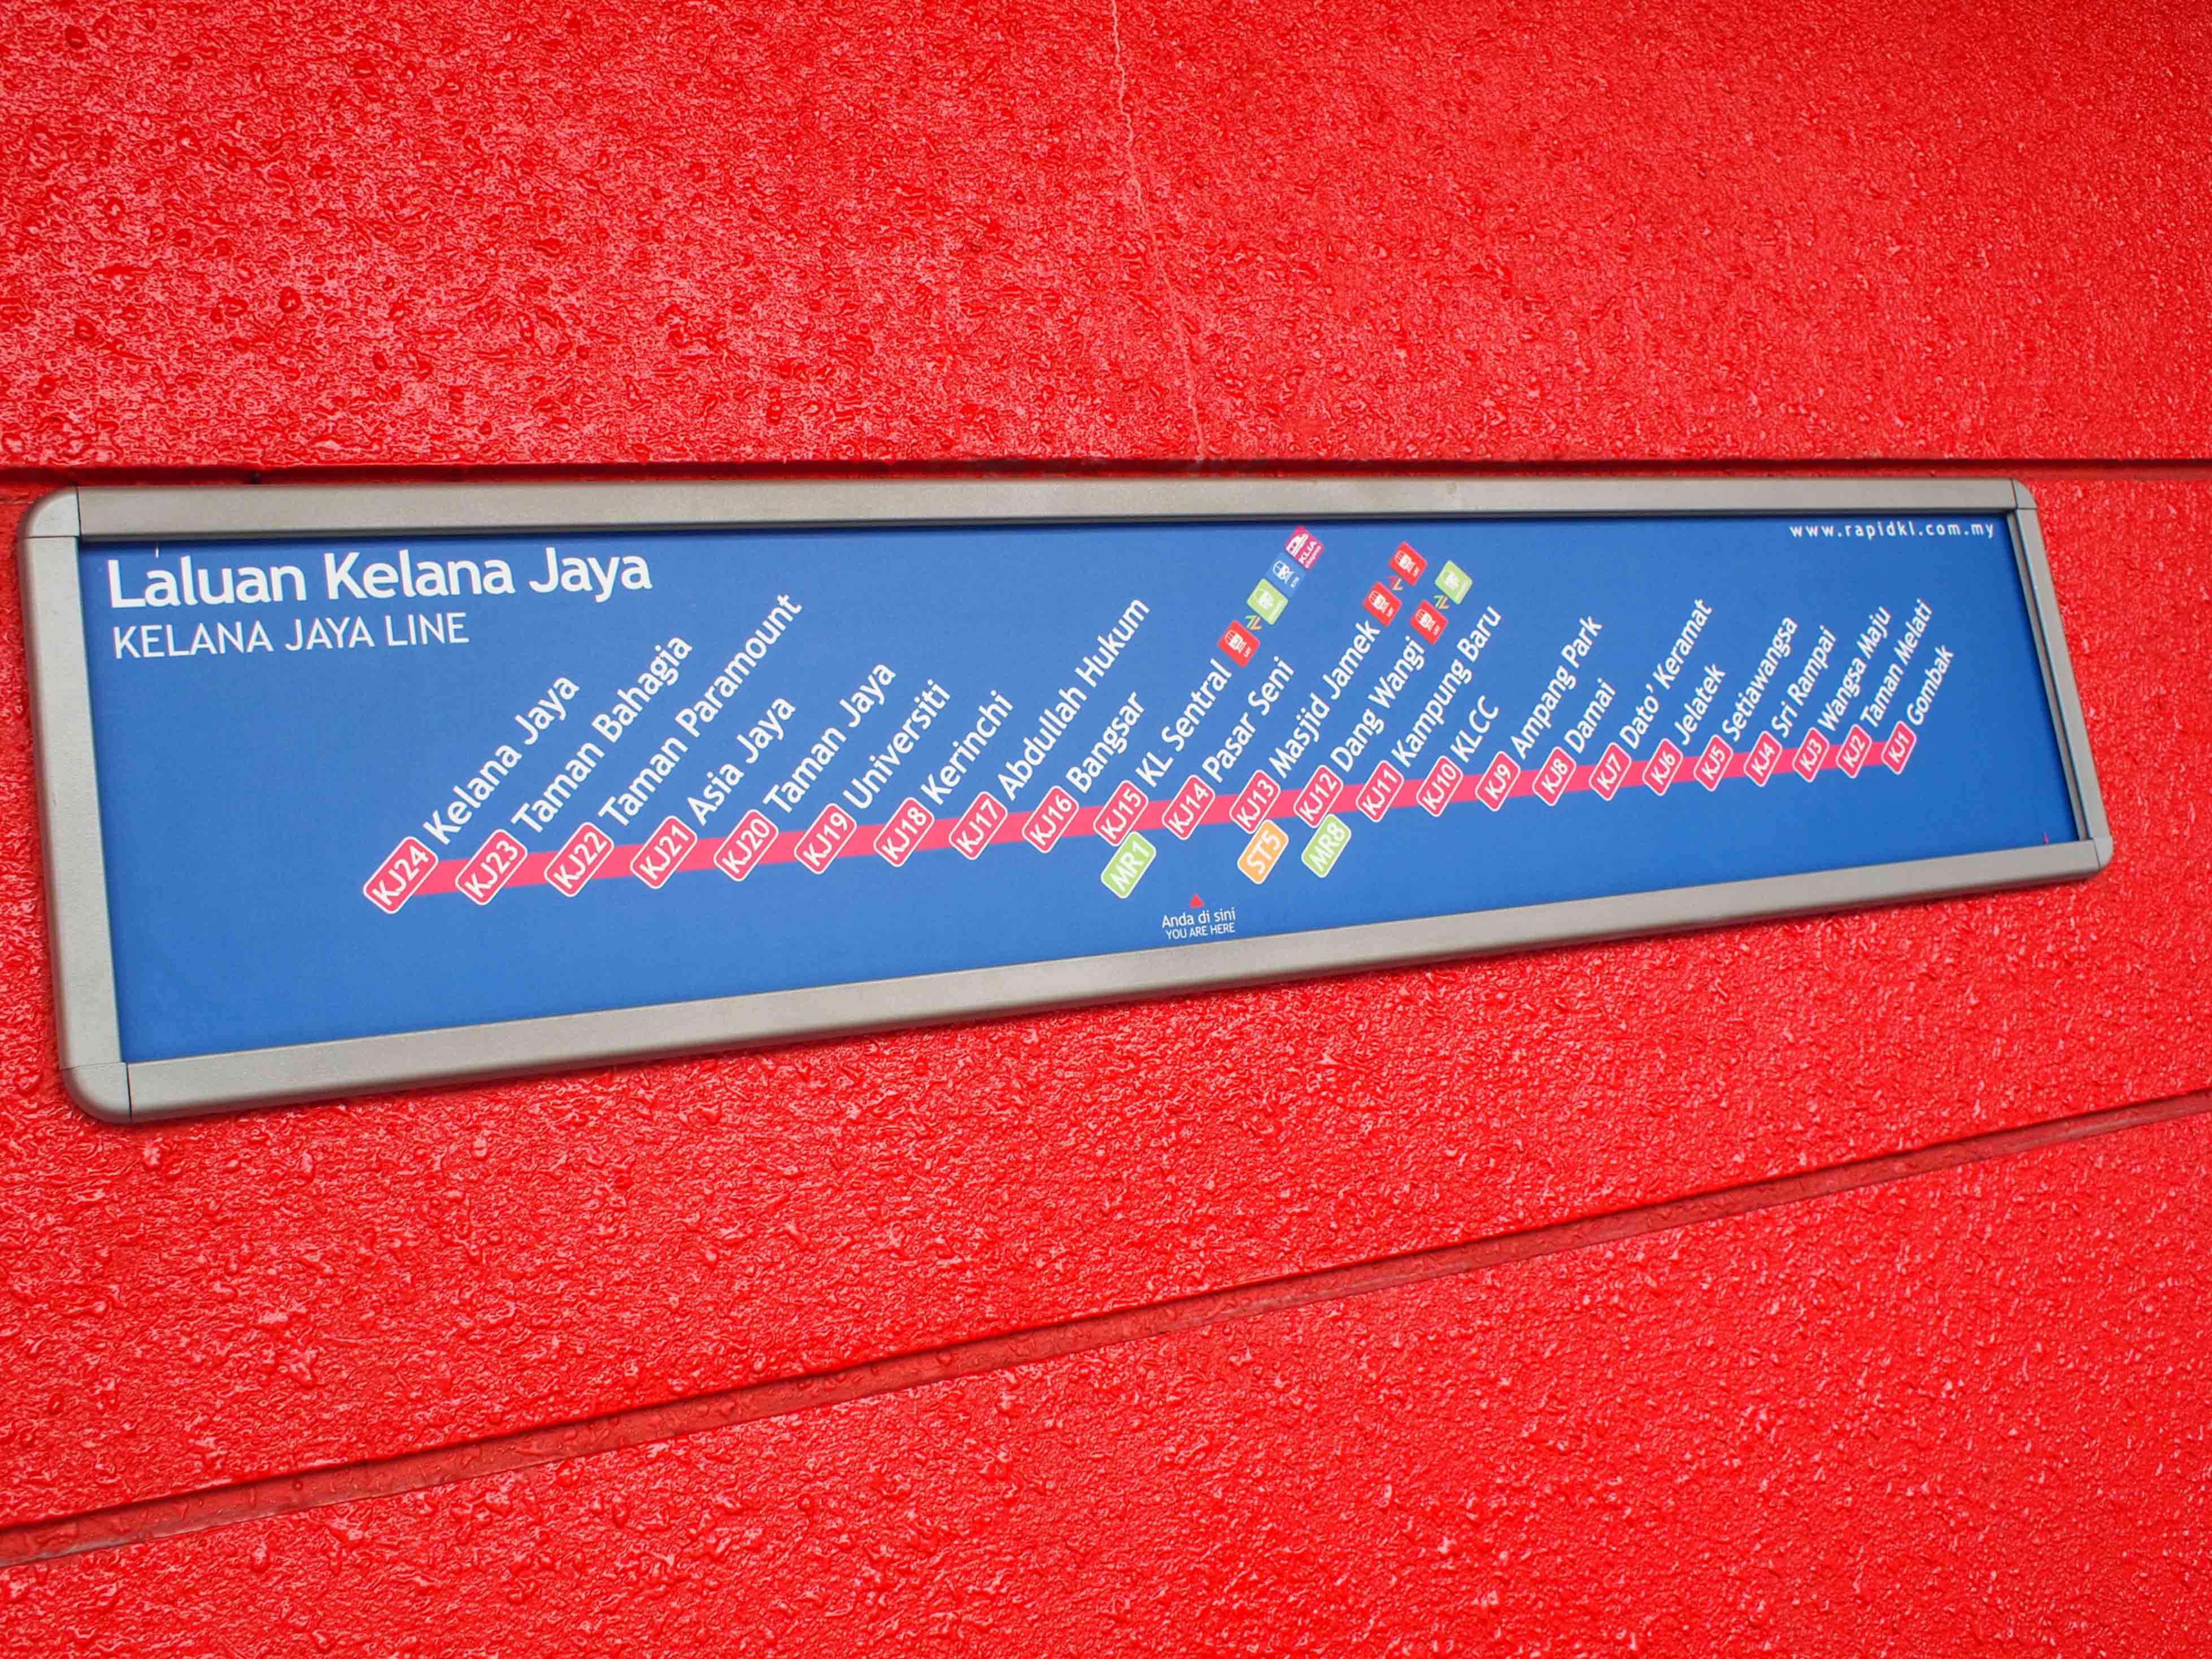 Laluan Kelana Jaya
KELANA JAYA LINE
www.rapidkl.com.my
KJ24 Kelana Jaya
KJ23 Taman Bahagia
KJ22 Taman Paramount
KJ21 Asia Jaya
KJ20 Taman Jaya
KJ19 Universiti
KJ18 Kerinchi
KJ17 Abdullah Hukum
KJ16 Bangsar
KJ15 KL Sentral
MR1
KJ14 Pasar Seni
KJ13 Masjid Jamek
ST5
KJ12 Dang Wangi
MR8
KJ11 Kampung Baru
KJ10 KLCC
KJ9 Ampang Park
KJ8 Damai
KJ7 Dato' Keramat
KJ6 Jelatek
KJ5 Setiawangsa
KJ4 Sri Rampai
KJ3 Wangsa Maju
KJ2 Taman Melati
KJ1 Gombak
Anda di sini
YOU ARE HERE